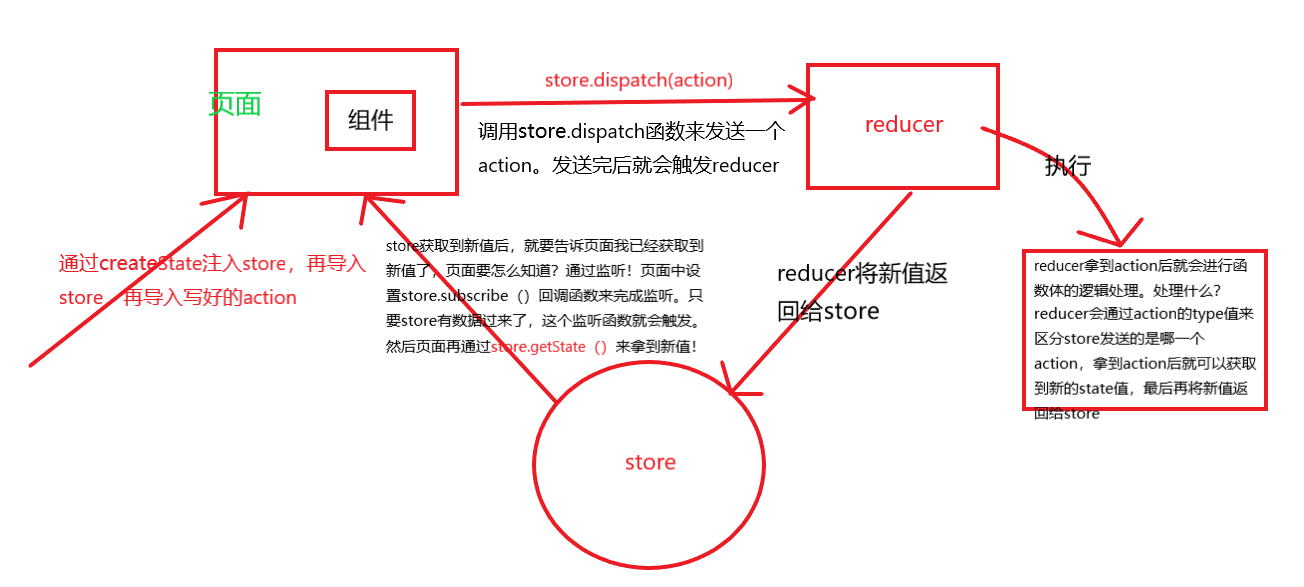 页面
组件
store.dispatch(action)
调用store.dispatch函数来发送一个
action。发送完后就会触发reducer
reducer
执行
通过createState注入store，再导入
store，再导入写好的action
store获取到新值后，就要告诉页面我已经获取到
新值了，页面要怎么知道？通过监听！页面中设
置store.subscribe（）回调函数来完成监听。只
要store有数据过来了，这个监听函数就会触发。
然后页面再通过store.getState（）来拿到新值！
reducer将新值返
回给store
reducer拿到action后就会进行函
数体的逻辑处理。处理什么？
reducer会通过action的type值来
区分store发送的是哪一个
action，拿到action后就可以获取
到新的state值，最后再将新值返
回给store
store